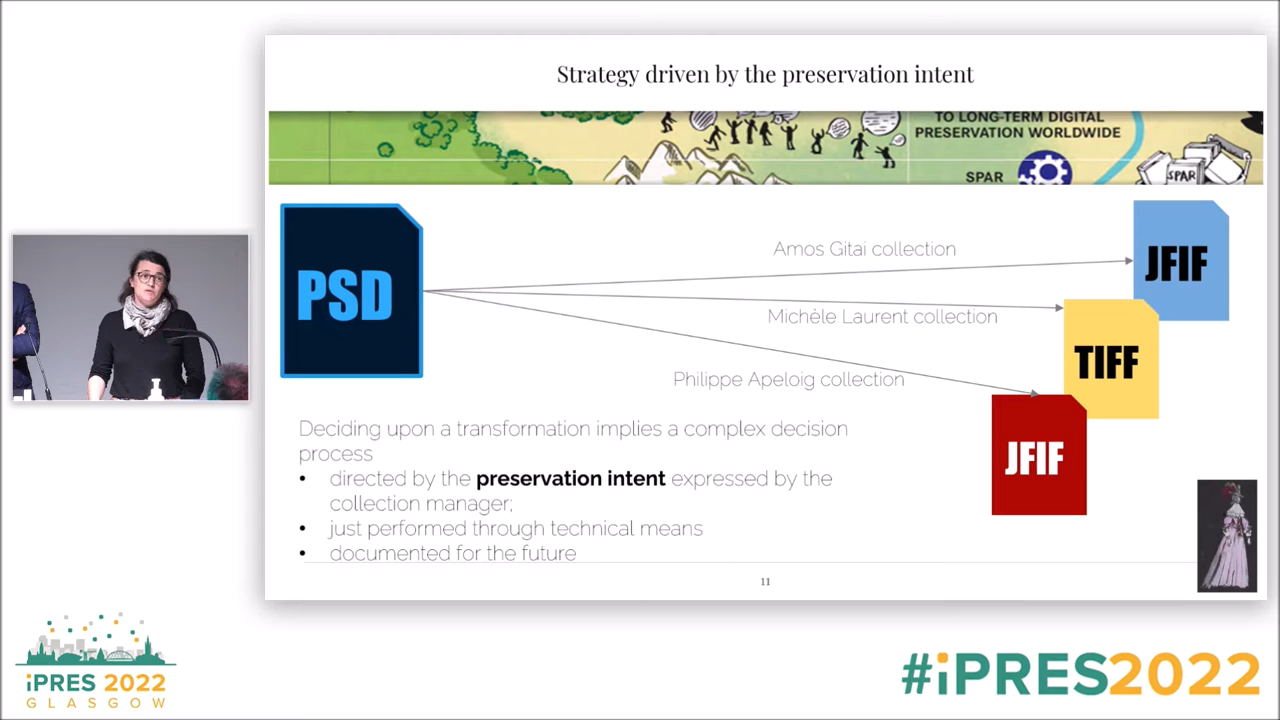 Strategy driven by the preservation intent
TO LONG-TERM DIGITAL
PRESERVATION WORLDWIDE
SPAR
SPAR
PSD
Amos Gitai collection
JFIF
Michèle Laurent collection
TIFF
Philippe Apeloig collection
JFIF
Deciding upon a transformation implies a complex decision
process
• directed by the preservation intent expressed by the
collection manager;
• just performed through technical means
• documented for the future
11
iPRES 2022
GLASGOW
#iPRES2022